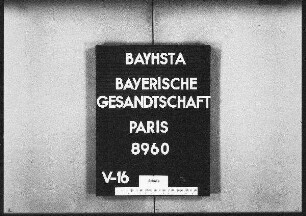 BAYHSTA
BAYERISCHE
GESANDTSCHAFT
PARIS
8960
V-16